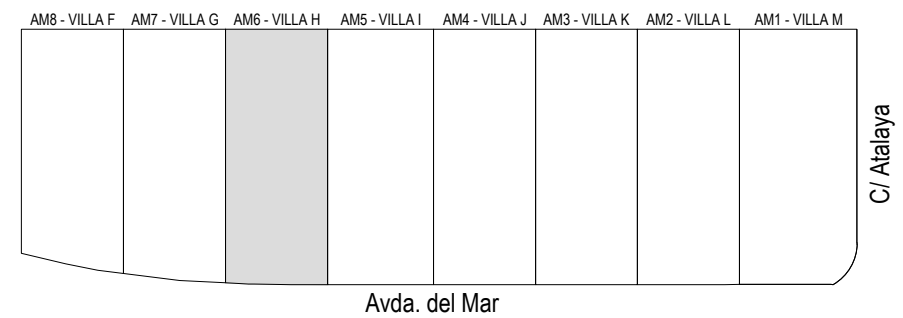 AM8 - VILLA F
AM7 - VILLA G
AM6 - VILLA H
AM5 - VILLA I
AM4 - VILLA J
AM3 - VILLA K
AM2 - VILLA L
AM1 - VILLA M
C/ Atalaya
Avda. del Mar